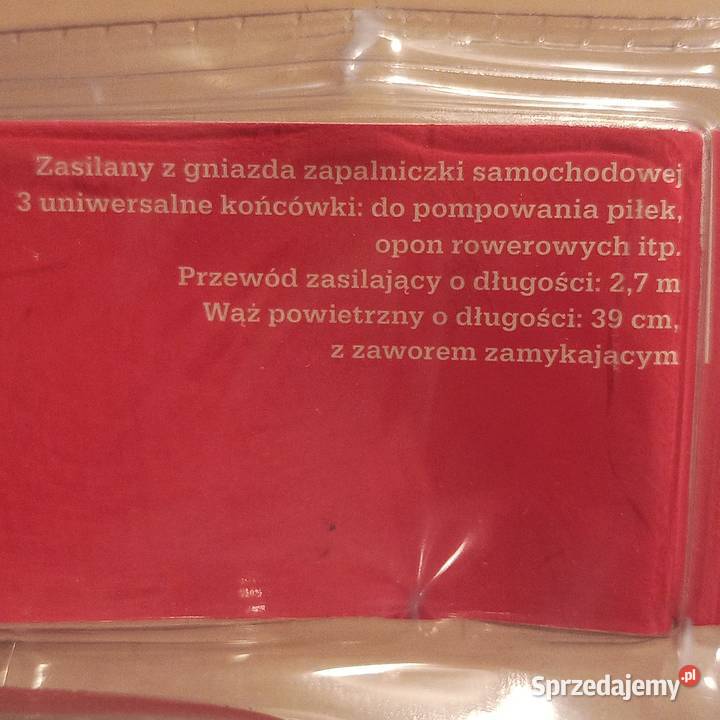 Zasilany z gniazda zapalniczki samochodowej
3 uniwersalne końcówki: do pompowania piłek,
opon rowerowych itp.
Przewód zasilający o długości: 2,7 m
Wąż powietrzny o długości: 39 cm,
z zaworem zamykającym
Sprzedajemy.pl